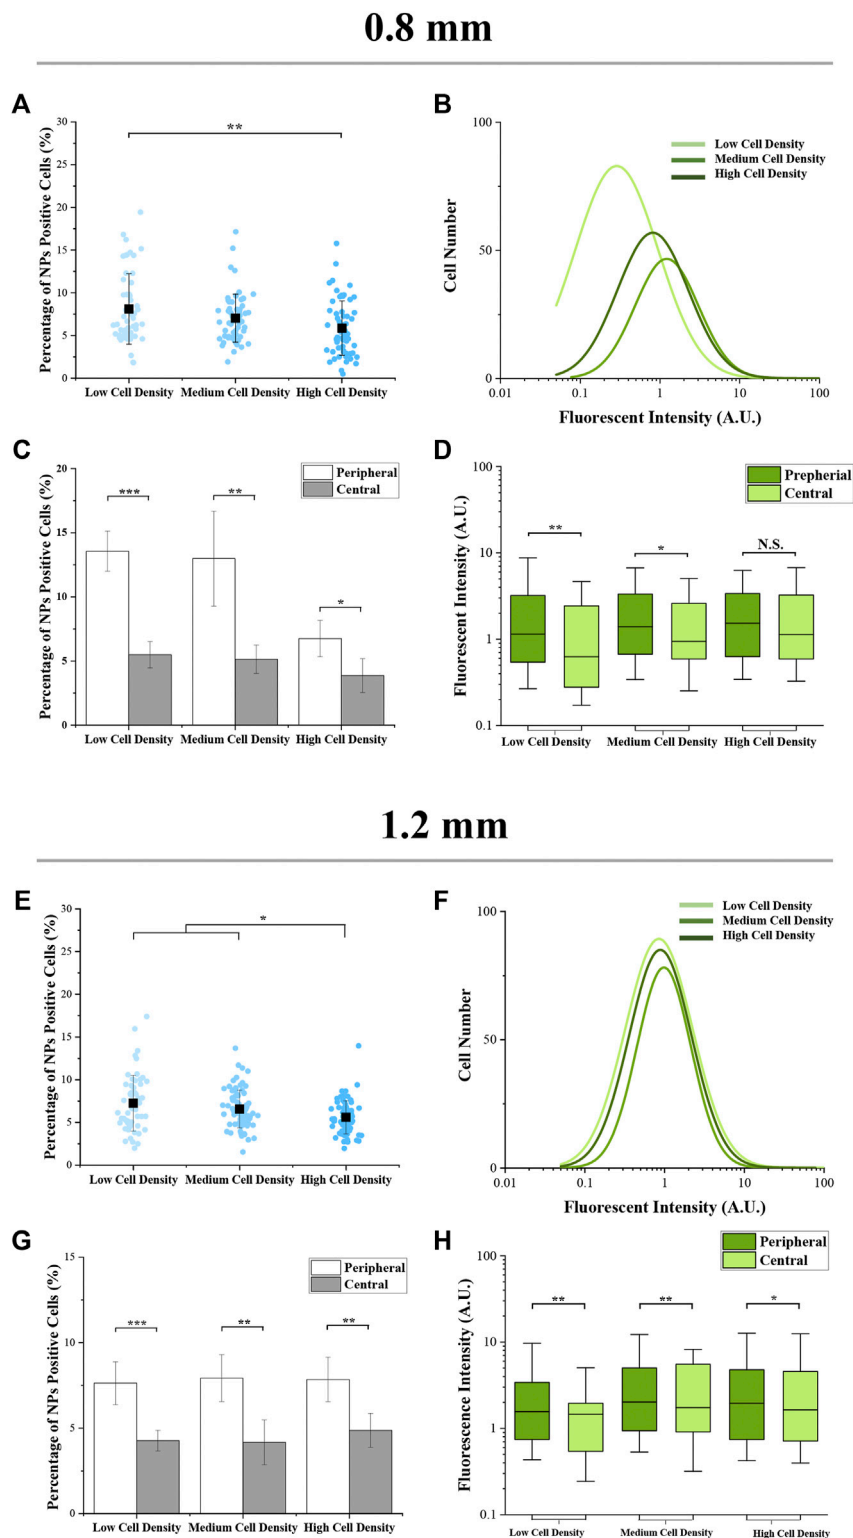 0.8 mm
A
30
25
20
15
10
5
0
Percentage of NPs Positive Cells (%)
**
Low Cell Density
Medium Cell Density
High Cell Density
B
100
50
0
Cell Number
Low Cell Density
Medium Cell Density
High Cell Density
0.01
0.1
1
10
100
Fluorescent Intensity (A.U.)
C
20
15
10
5
0
Percentage of NPs Positive Cells (%)
Peripheral
Central
***
**
*
Low Cell Density
Medium Cell Density
High Cell Density
D
100
10
1
0.1
Fluorescent Intensity (A.U.)
Prepherial
Central
**
*
N.S.
Low Cell Density
Medium Cell Density
High Cell Density
1.2 mm
E
30
25
20
15
10
5
0
Percentage of NPs Positive Cells (%)
*
Low Cell Density
Medium Cell Density
High Cell Density
F
100
50
0
Cell Number
Low Cell Density
Medium Cell Density
High Cell Density
0.01
0.1
1
10
100
Fluorescent Intensity (A.U.)
G
15
10
5
0
Percentage of NPs Positive Cells (%)
Peripheral
Central
***
**
**
Low Cell Density
Medium Cell Density
High Cell Density
H
100
10
1
0.1
Fluorescence Intensity (A.U.)
Peripheral
Central
**
**
*
Low Cell Density
Medium Cell Density
High Cell Density